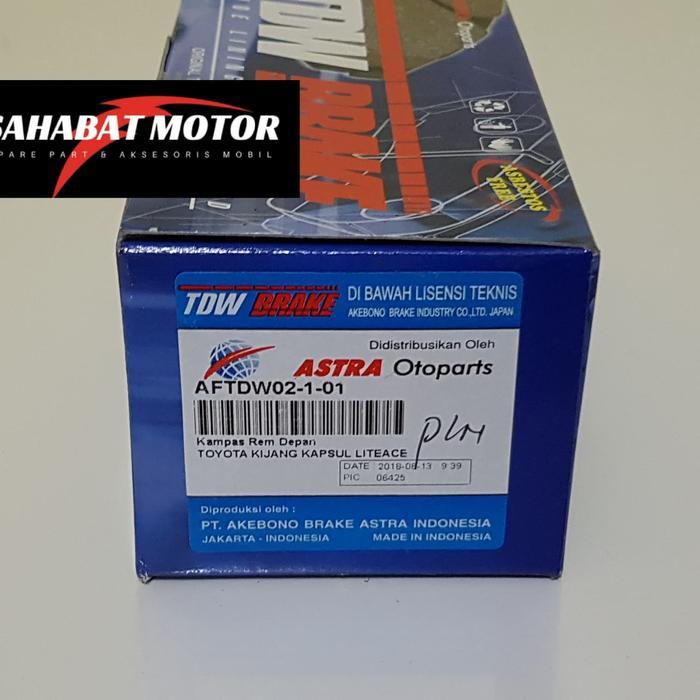 TDW BRAKE
Otoparts
ASBESTOS
FREE
SAHABAT MOTOR
PARE PART & AKSESORIS MOBIL
TDW BRAKE
DI BAWAH LISENSI TEKNIS
AKEBONO BRAKE INDUSTRY CO.,LTD. JAPAN
Didistribusikan Oleh
ASTRA Otoparts
AFTDW02-1-01
Kampas Rem Depan
TOYOTA KIJANG KAPSUL LITEACE
DATE 2018-08-13 9:39
PIC 06425
Diproduksi oleh :
PT. AKEBONO BRAKE ASTRA INDONESIA
JAKARTA - INDONESIA MADE IN INDONESIA